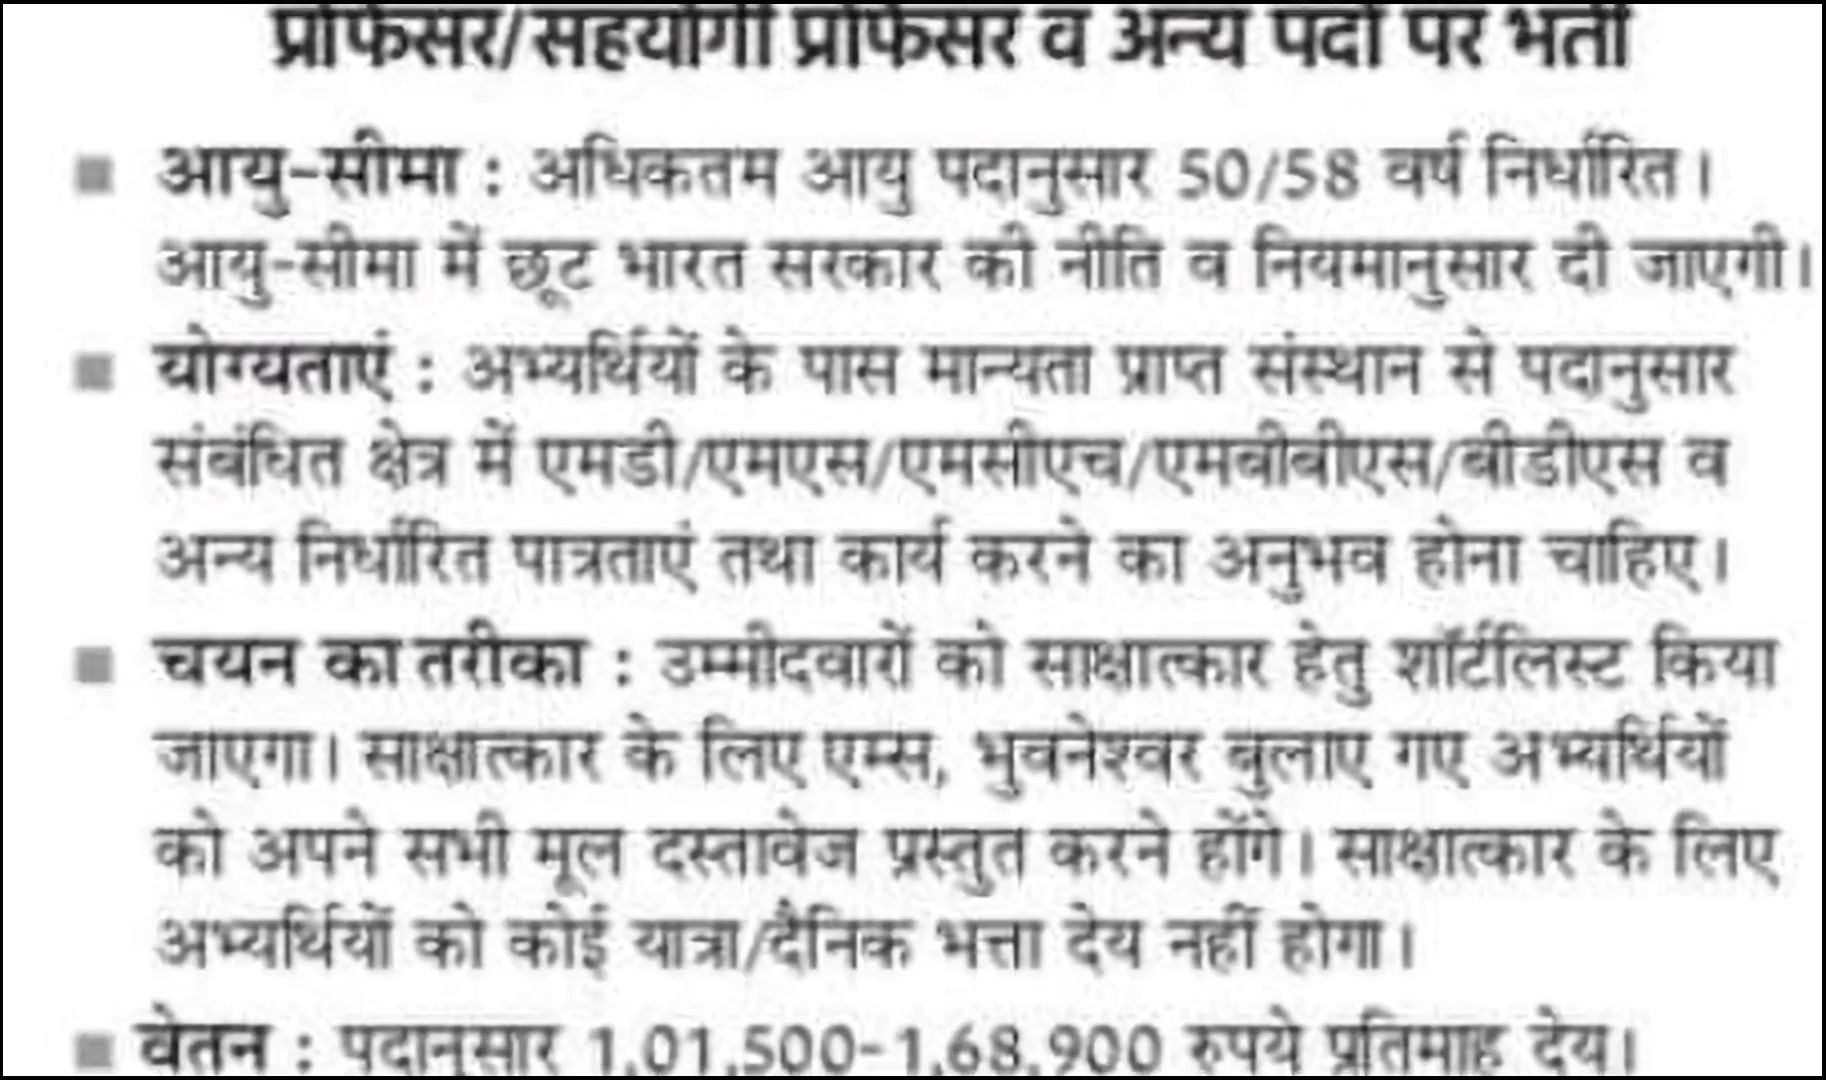 प्रोफेसर/सहयोगी प्रोफेसर व अन्य पदों पर भर्ती
■ आयु-सीमा : अधिकतम आयु पदानुसार 50/58 वर्ष निर्धारित।
आयु-सीमा में छूट भारत सरकार की नीति व नियमानुसार दी जाएगी।
■ योग्यताएं : अभ्यर्थियों के पास मान्यता प्राप्त संस्थान से पदानुसार
संबंधित क्षेत्र में एमडी/एमएस/एमसीएच/एमबीबीएस/बीडीएस व
अन्य निर्धारित पात्रताएं तथा कार्य करने का अनुभव होना चाहिए।
■ चयन का तरीका : उम्मीदवारों को साक्षात्कार हेतु शॉर्टलिस्ट किया
जाएगा। साक्षात्कार के लिए एम्स, भुवनेश्वर बुलाए गए अभ्यर्थियों
को अपने सभी मूल दस्तावेज प्रस्तुत करने होंगे। साक्षात्कार के लिए
अभ्यर्थियों को कोई यात्रा/दैनिक भत्ता देय नहीं होगा।
■ वेतन : पदानुसार 1,01,500-1,68,900 रुपये प्रतिमाह देय।